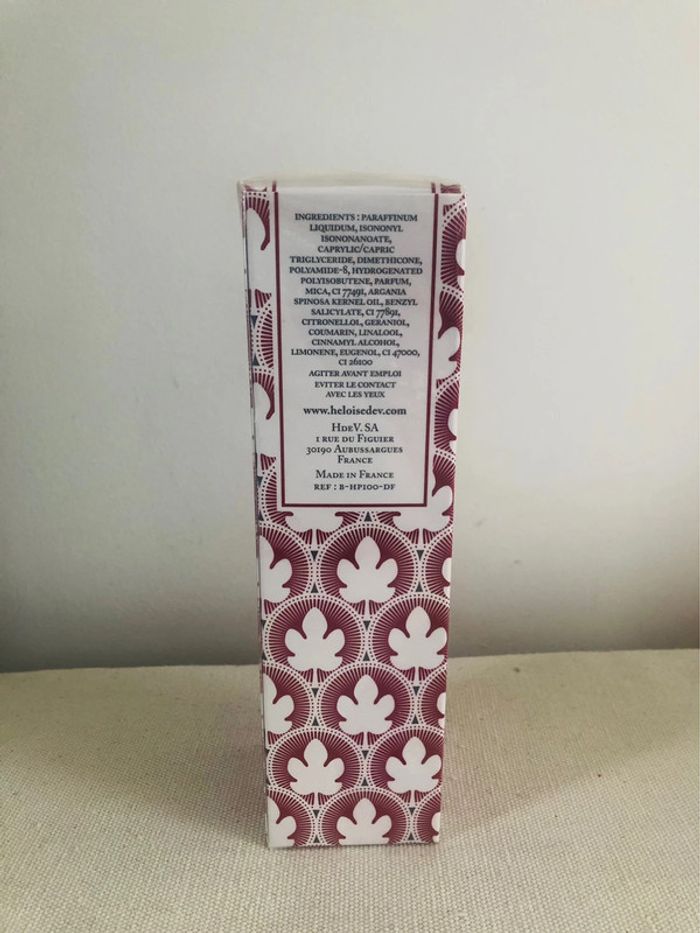 INGREDIENTS : PARAFFINUM
LIQUIDUM, ISONONYL
ISONONANOATE,
CAPRYLIC/CAPRIC
TRIGLYCERIDE, DIMETHICONE,
POLYAMIDE-8, HYDROGENATED
POLYISOBUTENE, PARFUM,
MICA, CI 77491, ARGANIA
SPINOSA KERNEL OIL, BENZYL
SALICYLATE, CI 77891,
CITRONELLOL, GERANIOL,
COUMARIN, LINALOOL,
CINNAMYL ALCOHOL,
LIMONENE, EUGENOL, CI 47000,
CI 26100
AGITER AVANT EMPLOI
EVITER LE CONTACT
AVEC LES YEUX
www.heloisedev.com
HDEV. SA
1 RUE DU FIGUIER
30190 AUBUSSARGUES
FRANCE
MADE IN FRANCE
REF : B-HP100-DF